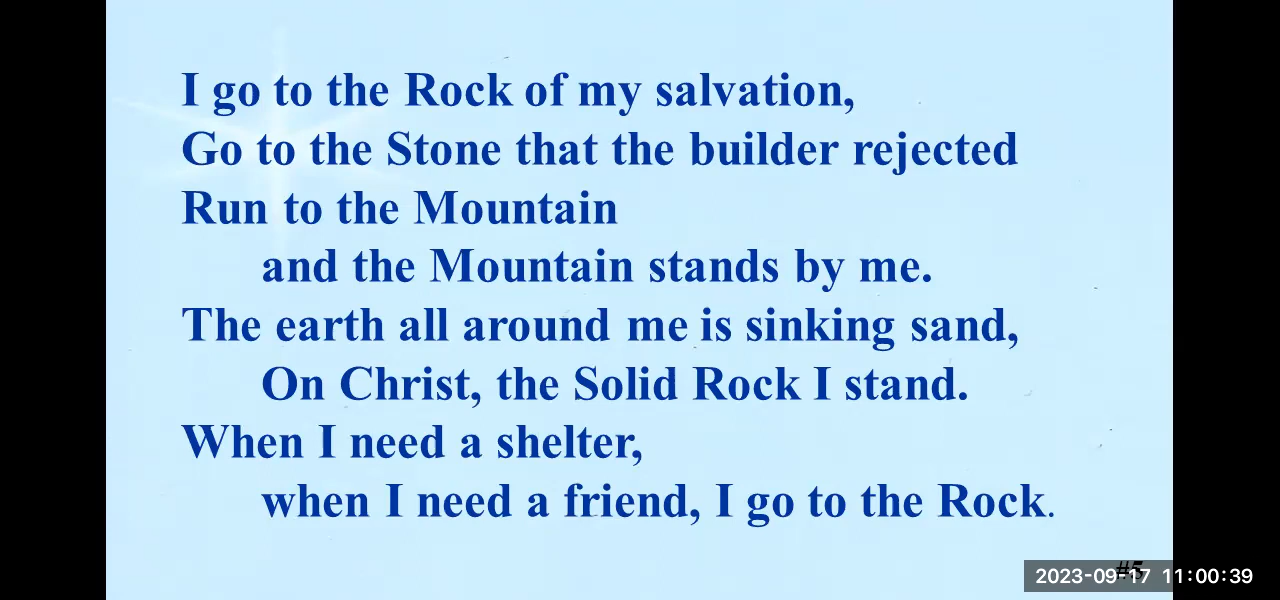 I go to the Rock of my salvation,
Go to the Stone that the builder rejected
Run to the Mountain
and the Mountain stands by me.
The earth all around me is sinking sand,
On Christ, the Solid Rock I stand.
When I need a shelter,
when I need a friend, I go to the Rock.
2023-09-17 11:00:39